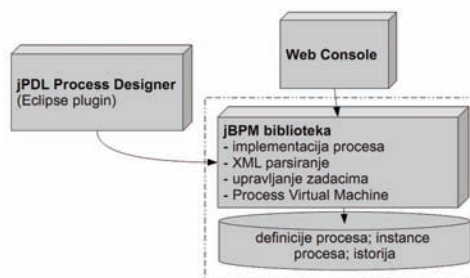 Web Console
jPDL Process Designer
(Eclipse plugin)
jBPM biblioteka
- implementacija procesa
- XML parsiranje
- upravljanje zadacima
- Process Virtual Machine
definicije procesa; instance
procesa; istorija